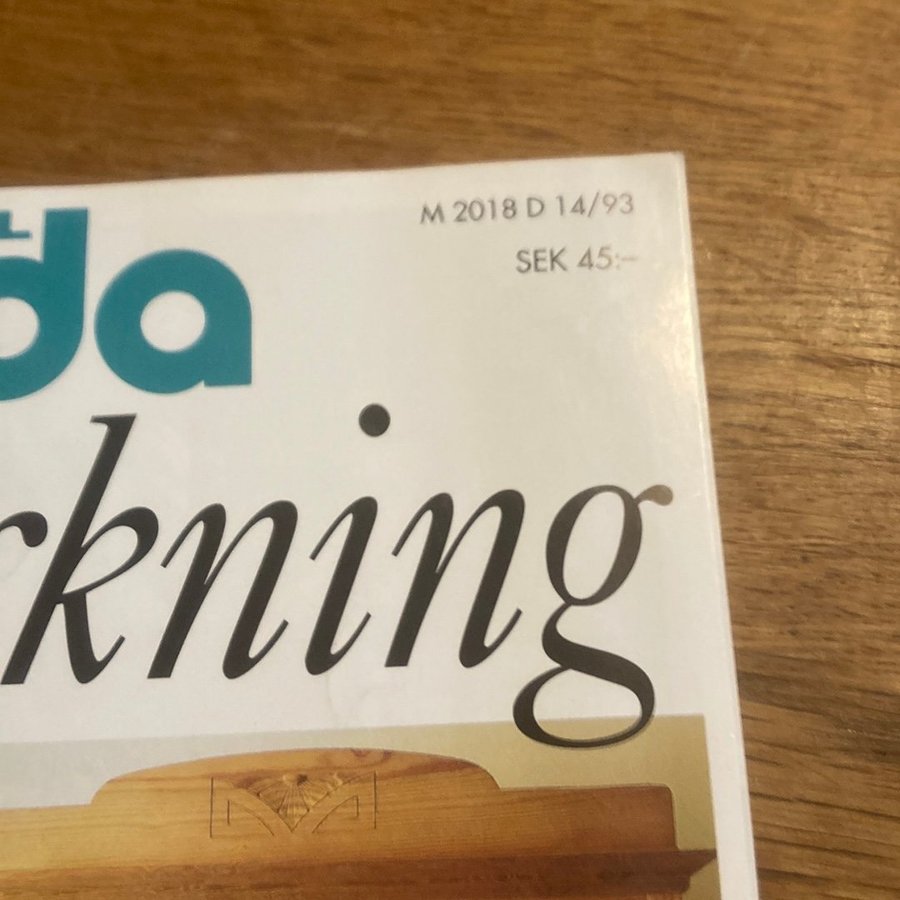 M 2018 D 14/93
SEK 45:-
da
rkning